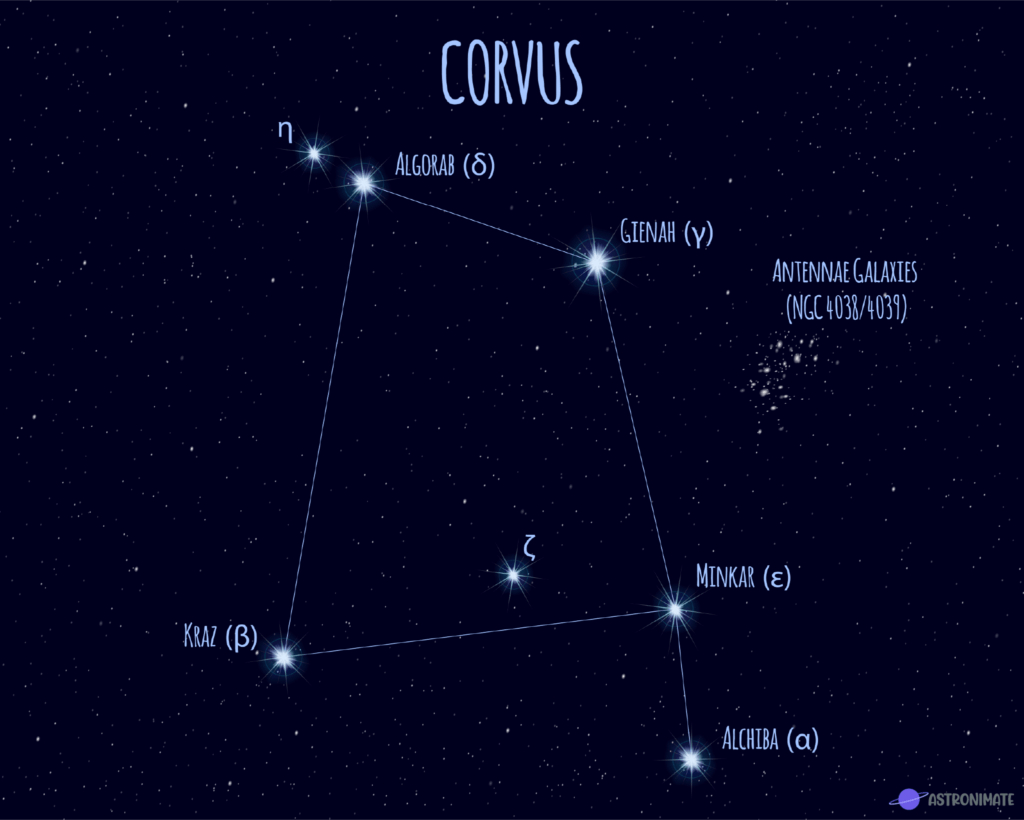 CORVUS
η
ALGORAB (δ)
GIENAH (γ)
ANTENNAE GALAXIES
(NGC 4038/4039)
ζ
MINKAR (ε)
KRAZ (β)
ALCHIBA (α)
ASTRONIMATE